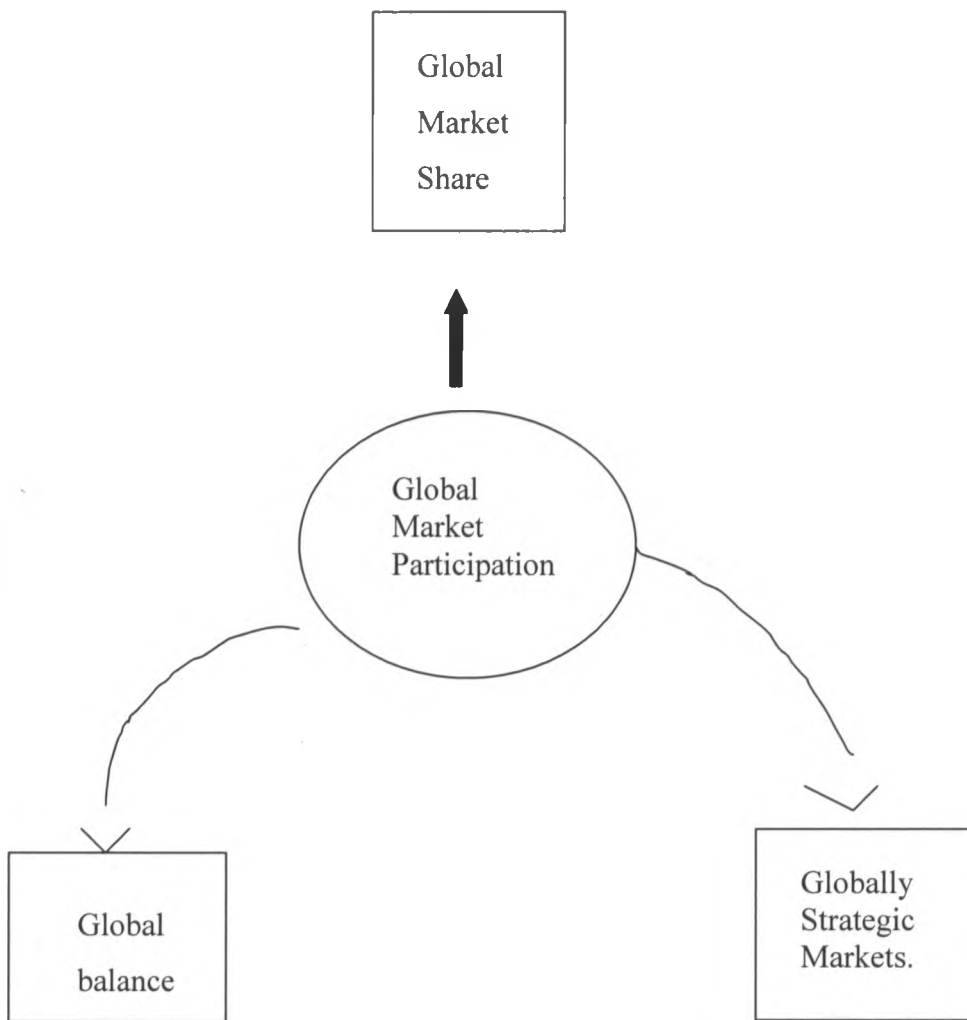 Global
Market
Share
Global
Market
Participation
Global
balance
Globally
Strategic
Markets.